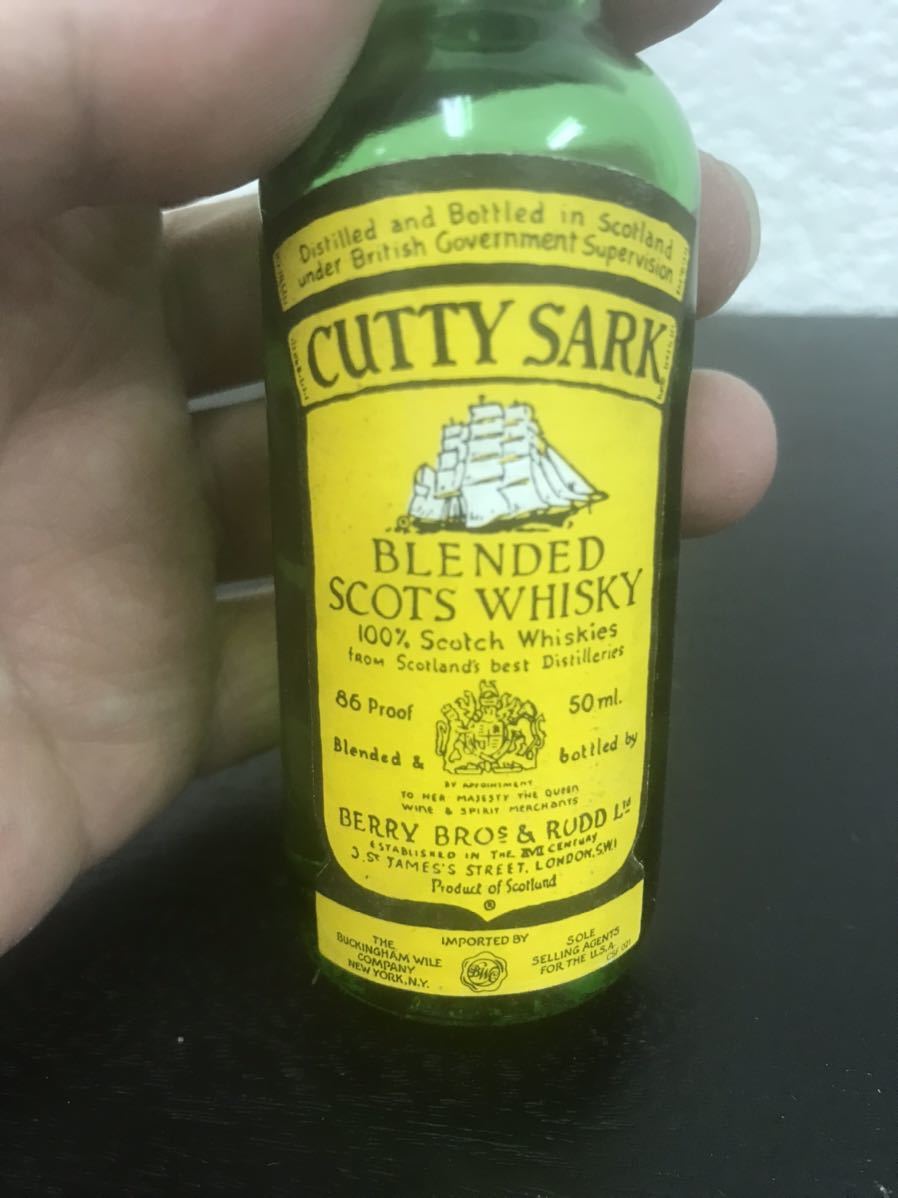 Distilled and Bottled in Scotland
under British Government Supervision
CUTTY SARK
BLENDED
SCOTS WHISKY
100% Scotch Whiskies
from Scotland's best Distilleries
86 Proof
50 ml.
Blended &
bottled by
BY APPOINTMENT
TO HER MAJESTY THE QUEEN
WINE & SPIRIT MERCHANTS
BERRY BROS & RUDD LTD
ESTABLISHED IN THE XVII CENTURY
3, ST JAMES'S STREET, LONDON, S.W.1
Product of Scotland
®
THE
BUCKINGHAM WILE
COMPANY
NEW YORK, N.Y.
IMPORTED BY
BWC
SOLE
SELLING AGENTS
FOR THE U.S.A.
CSF 021